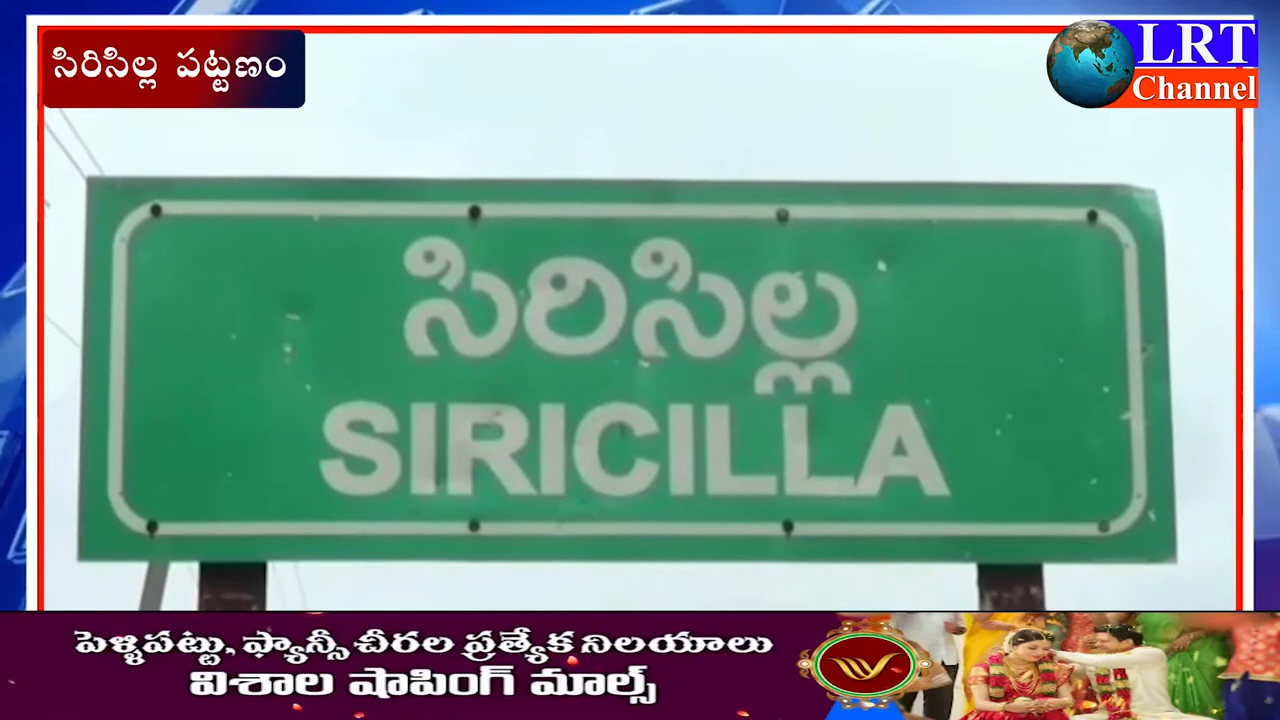 సిరిసిల్ల పట్టణం
LRT
Channel
సిరిసిల్ల
SIRICILLA
పెళ్ళిపట్టు, ఫ్యాన్సీ చీరల ప్రత్యేక నిలయాలు
విశాల షాపింగ్ మాల్స్